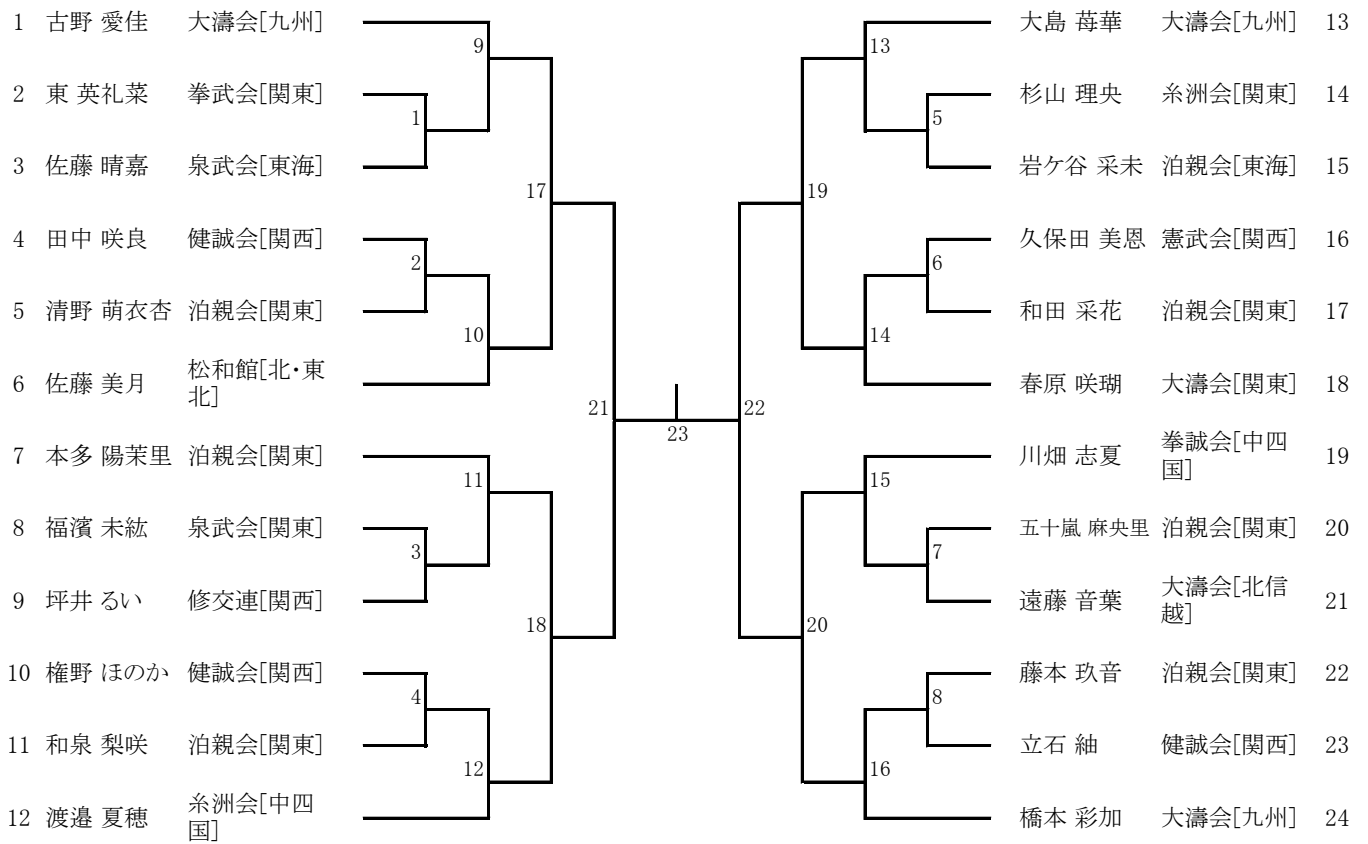 1 古野 愛佳 大濤会[九州]
2 東 英礼菜 拳武会[関東]
3 佐藤 晴嘉 泉武会[東海]
4 田中 咲良 健誠会[関西]
5 清野 萌衣杏 泊親会[関東]
6 佐藤 美月 松和館[北・東
北]
7 本多 陽茉里 泊親会[関東]
8 福濱 未紘 泉武会[関東]
9 坪井 るい 修交連[関西]
10 権野 ほのか 健誠会[関西]
11 和泉 梨咲 泊親会[関東]
12 渡邉 夏穂 糸洲会[中四
国]
9
1
17
2
10
21
11
3
18
4
12
23
13
5
19
6
14
22
15
7
20
8
16
大島 苺華 大濤会[九州] 13
杉山 理央 糸洲会[関東] 14
岩ケ谷 采未 泊親会[東海] 15
久保田 美恩 憲武会[関西] 16
和田 采花 泊親会[関東] 17
春原 咲瑚 大濤会[関東] 18
川畑 志夏 拳誠会[中四
国] 19
五十嵐 麻央里 泊親会[関東] 20
遠藤 音葉 大濤会[北信
越] 21
藤本 玖音 泊親会[関東] 22
立石 紬 健誠会[関西] 23
橋本 彩加 大濤会[九州] 24